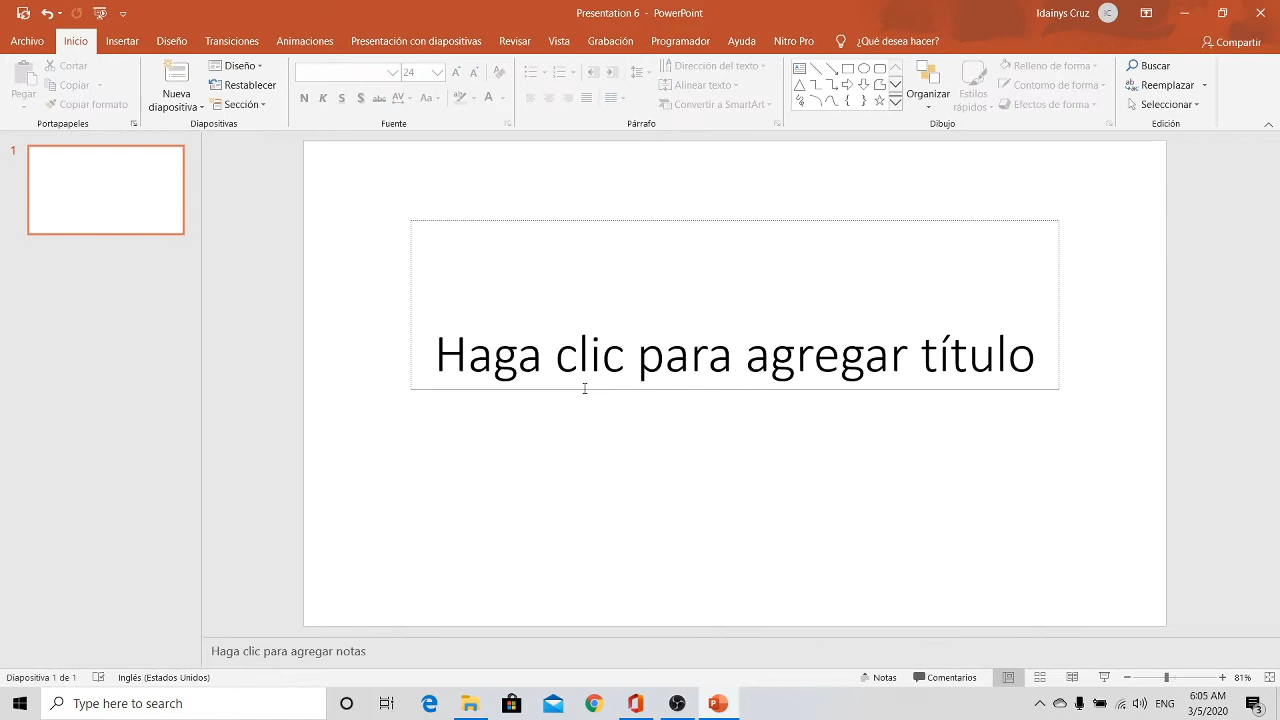 Presentation 6 - PowerPoint
Idainys Cruz
IC
Archivo
Inicio
Insertar
Diseño
Transiciones
Animaciones
Presentación con diapositivas
Revisar
Vista
Grabación
Programador
Ayuda
Nitro Pro
¿Qué desea hacer?
Compartir
Pegar
Cortar
Copiar
Copiar formato
Portapapeles
Nueva
diapositiva
Diseño
Restablecer
Sección
Diapositivas
24
N K S S abc AV Aa A
Fuente
Dirección del texto
Alinear texto
Convertir a SmartArt
Párrafo
Organizar
Estilos
rápidos
Relleno de forma
Contorno de forma
Efectos de forma
Dibujo
Buscar
Reemplazar
Seleccionar
Edición
1
Haga clic para agregar título
Haga clic para agregar notas
Diapositiva 1 de 1
Inglés (Estados Unidos)
Notas
Comentarios
81%
Type here to search
ENG
6:05 AM
3/5/2020
3